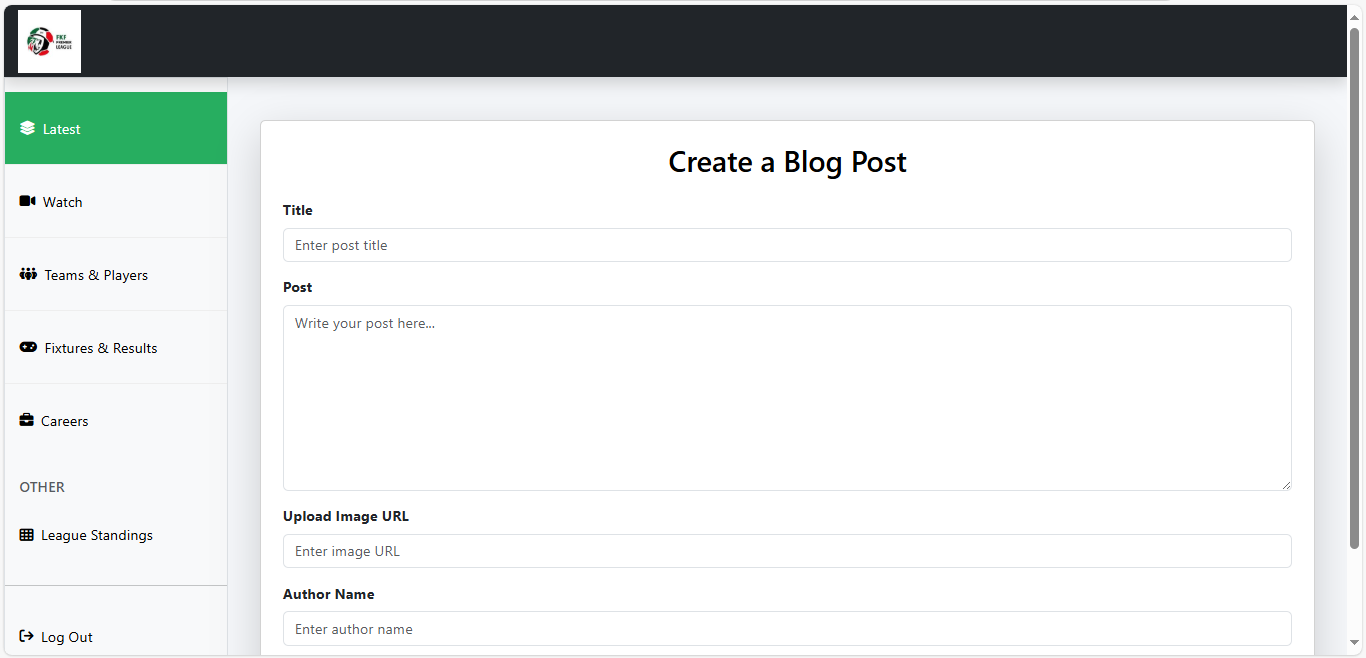 FKF
PREMIER
LEAGUE
Latest
Watch
Teams & Players
Fixtures & Results
Careers
OTHER
League Standings
Log Out
Create a Blog Post
Title
Enter post title
Post
Write your post here...
Upload Image URL
Enter image URL
Author Name
Enter author name